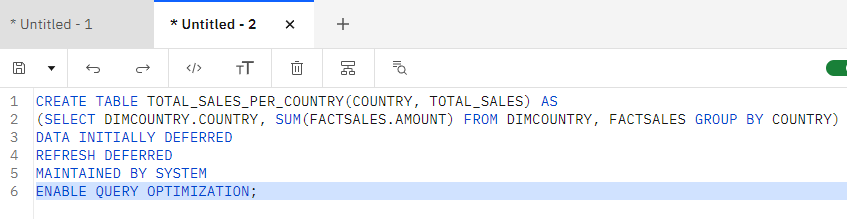 * Untitled - 1
* Untitled - 2 × +
</> TT
1 CREATE TABLE TOTAL_SALES_PER_COUNTRY(COUNTRY, TOTAL_SALES) AS
2 (SELECT DIMCOUNTRY.COUNTRY, SUM(FACTSALES.AMOUNT) FROM DIMCOUNTRY, FACTSALES GROUP BY COUNTRY)
3 DATA INITIALLY DEFERRED
4 REFRESH DEFERRED
5 MAINTAINED BY SYSTEM
6 ENABLE QUERY OPTIMIZATION;